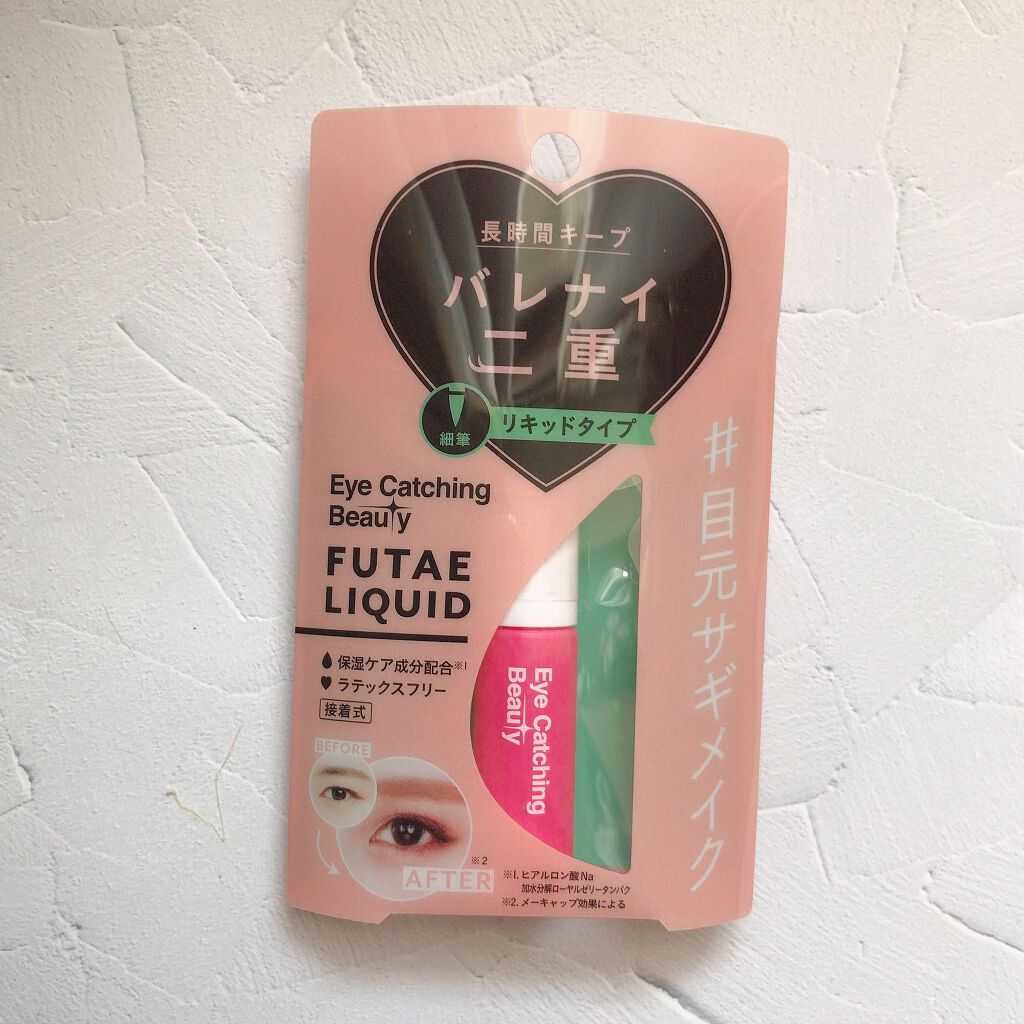 長時間キープ
バレナイ
二重
細筆
リキッドタイプ
#目元サギメイク
Eye Catching
Beauty
FUTAE
LIQUID
保湿ケア成分配合※1
ラテックスフリー
接着式
Eye Catching
Beauty
BEFORE
※2
AFTER
※1. ヒアルロン酸Na
加水分解ローヤルゼリータンパク
※2. メーキャップ効果による